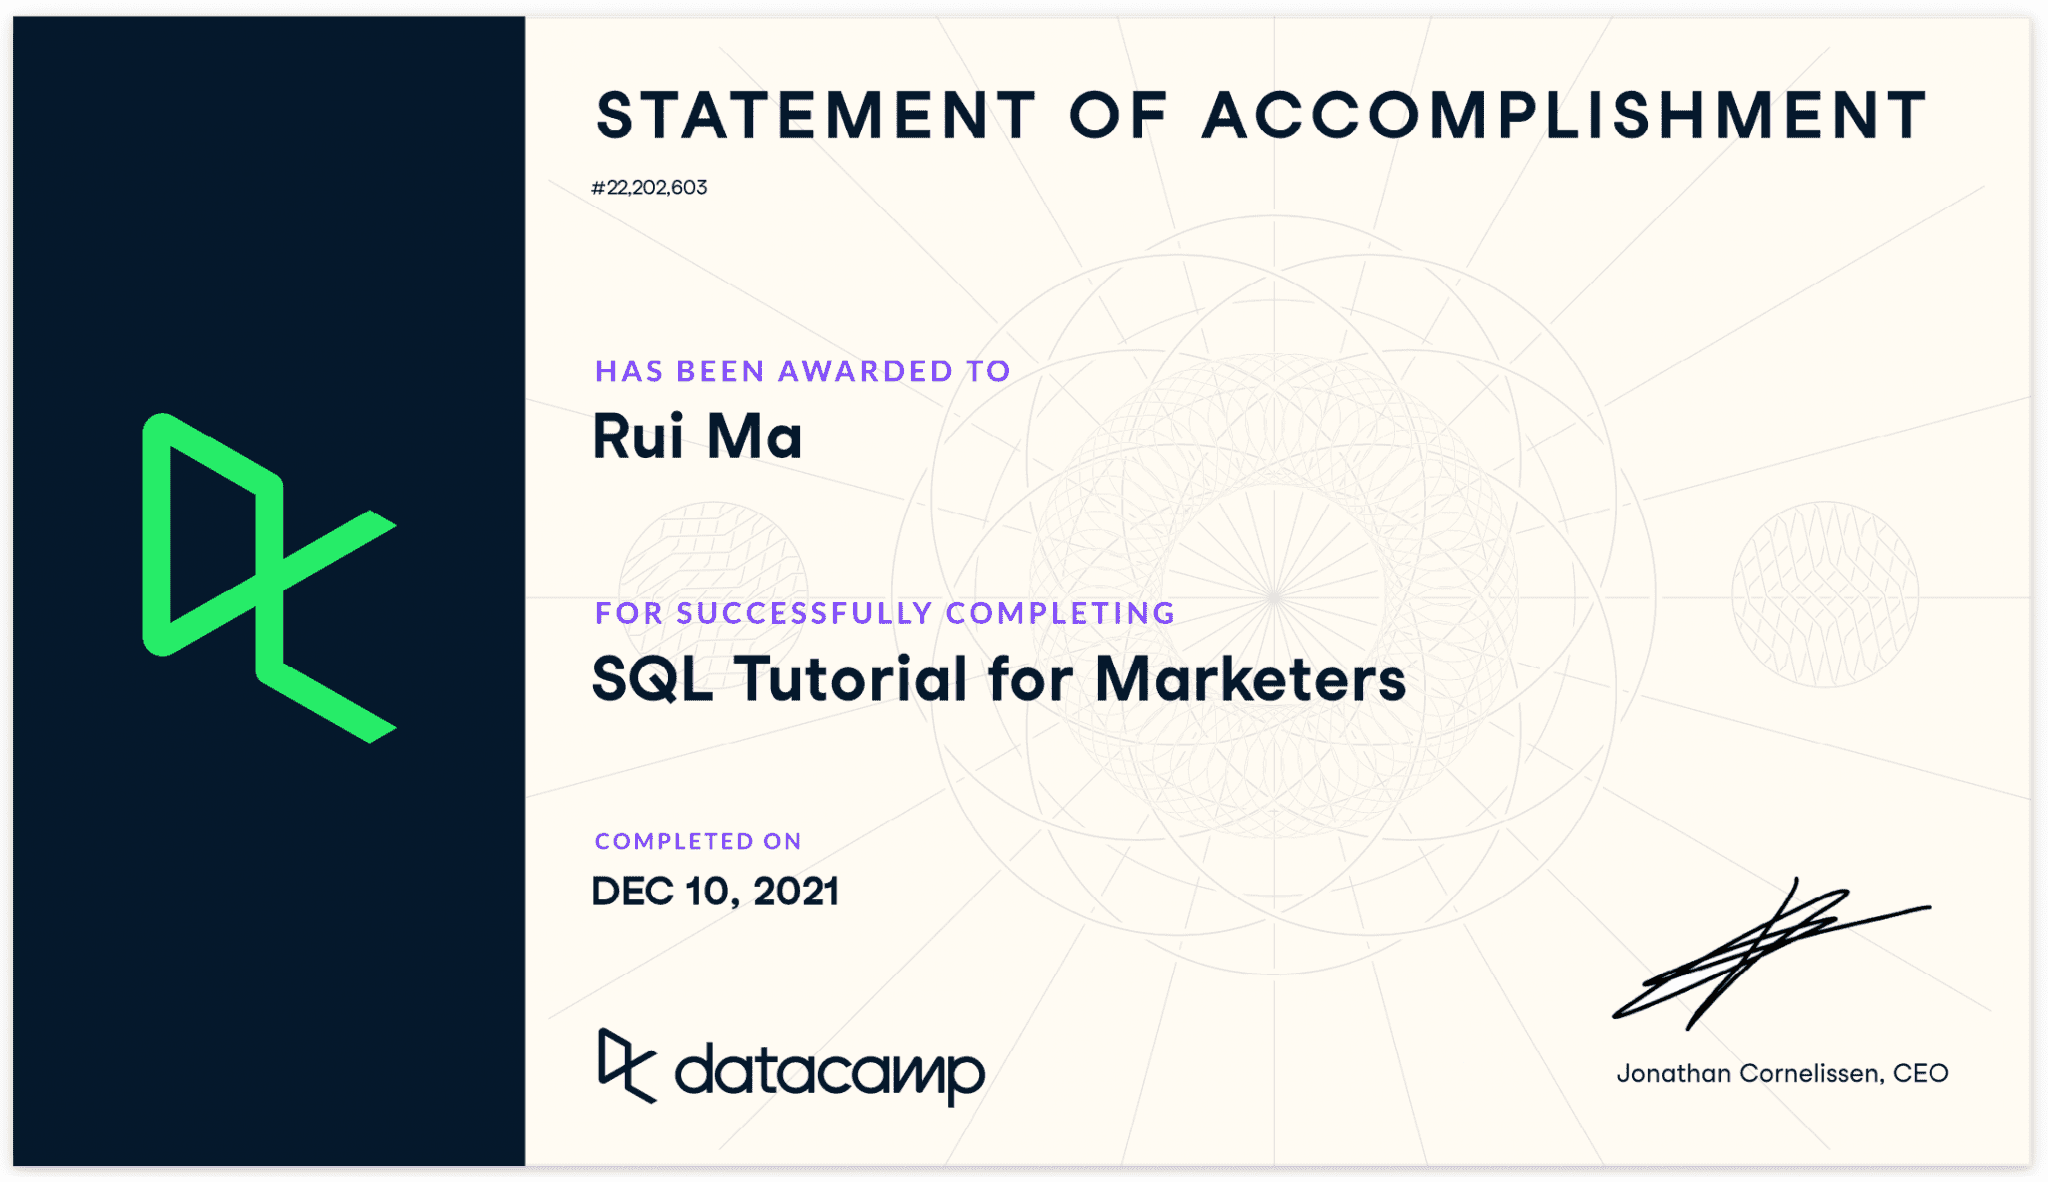 STATEMENT OF ACCOMPLISHMENT
#22,202,603
HAS BEEN AWARDED TO
Rui Ma
FOR SUCCESSFULLY COMPLETING
SQL Tutorial for Marketers
COMPLETED ON
DEC 10, 2021
datacamp
Jonathan Cornelissen, CEO